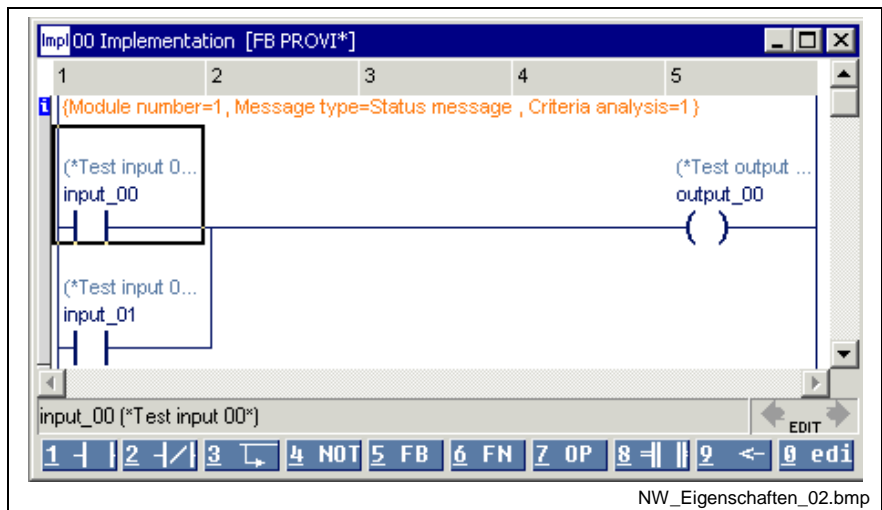 Impl 00 Implementation [FB PROVI*]
1 2 3 4 5
i {Module number=1, Message type=Status message , Criteria analysis=1}
(*Test input 0... (*Test output ...
input_00 output_00
(*Test input 0...
input_01
input_00 (*Test input 00*)
EDIT
1 ┤ ├ 2 ┤/├ 3 4 NOT 5 FB 6 FN 7 OP 8 9 <- 0 edi
NW_Eigenschaften_02.bmp